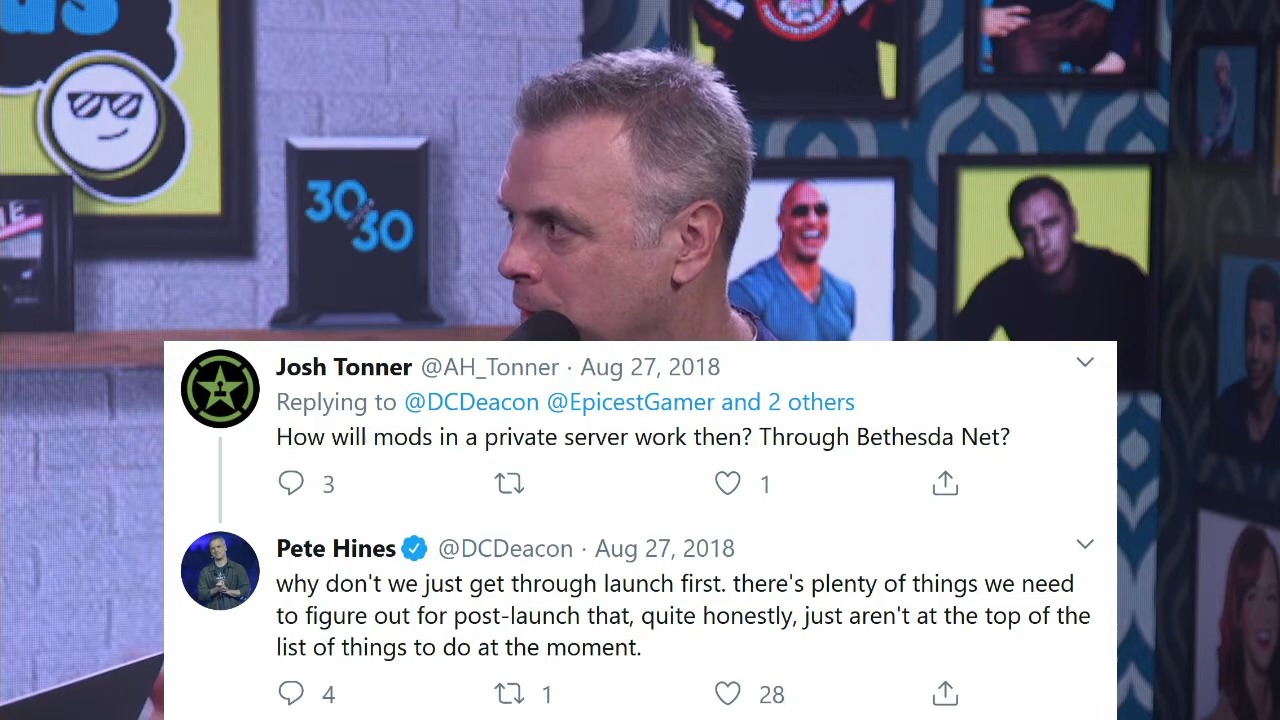 30
30
Josh Tonner @AH_Tonner · Aug 27, 2018
Replying to @DCDeacon @EpicestGamer and 2 others
How will mods in a private server work then? Through Bethesda Net?
3
1
Pete Hines @DCDeacon · Aug 27, 2018
why don't we just get through launch first. there's plenty of things we need
to figure out for post-launch that, quite honestly, just aren't at the top of the
list of things to do at the moment.
4
1
28